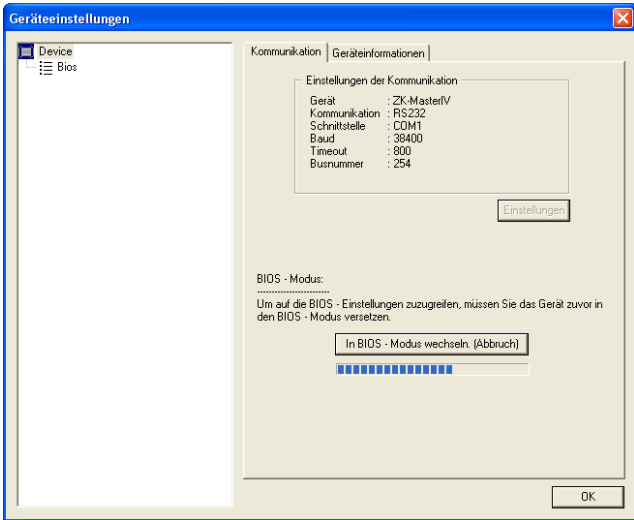 Geräteeinstellungen
Device
Bios
Kommunikation
Geräteinformationen
Einstellungen der Kommunikation
Gerät : ZK-MasterIV
Kommunikation : RS232
Schnittstelle : COM1
Baud : 38400
Timeout : 800
Busnummer : 254
Einstellungen
BIOS - Modus:
------------------------
Um auf die BIOS - Einstellungen zuzugreifen, müssen Sie das Gerät zuvor in
den BIOS - Modus versetzen.
In BIOS - Modus wechseln. (Abbruch)
OK